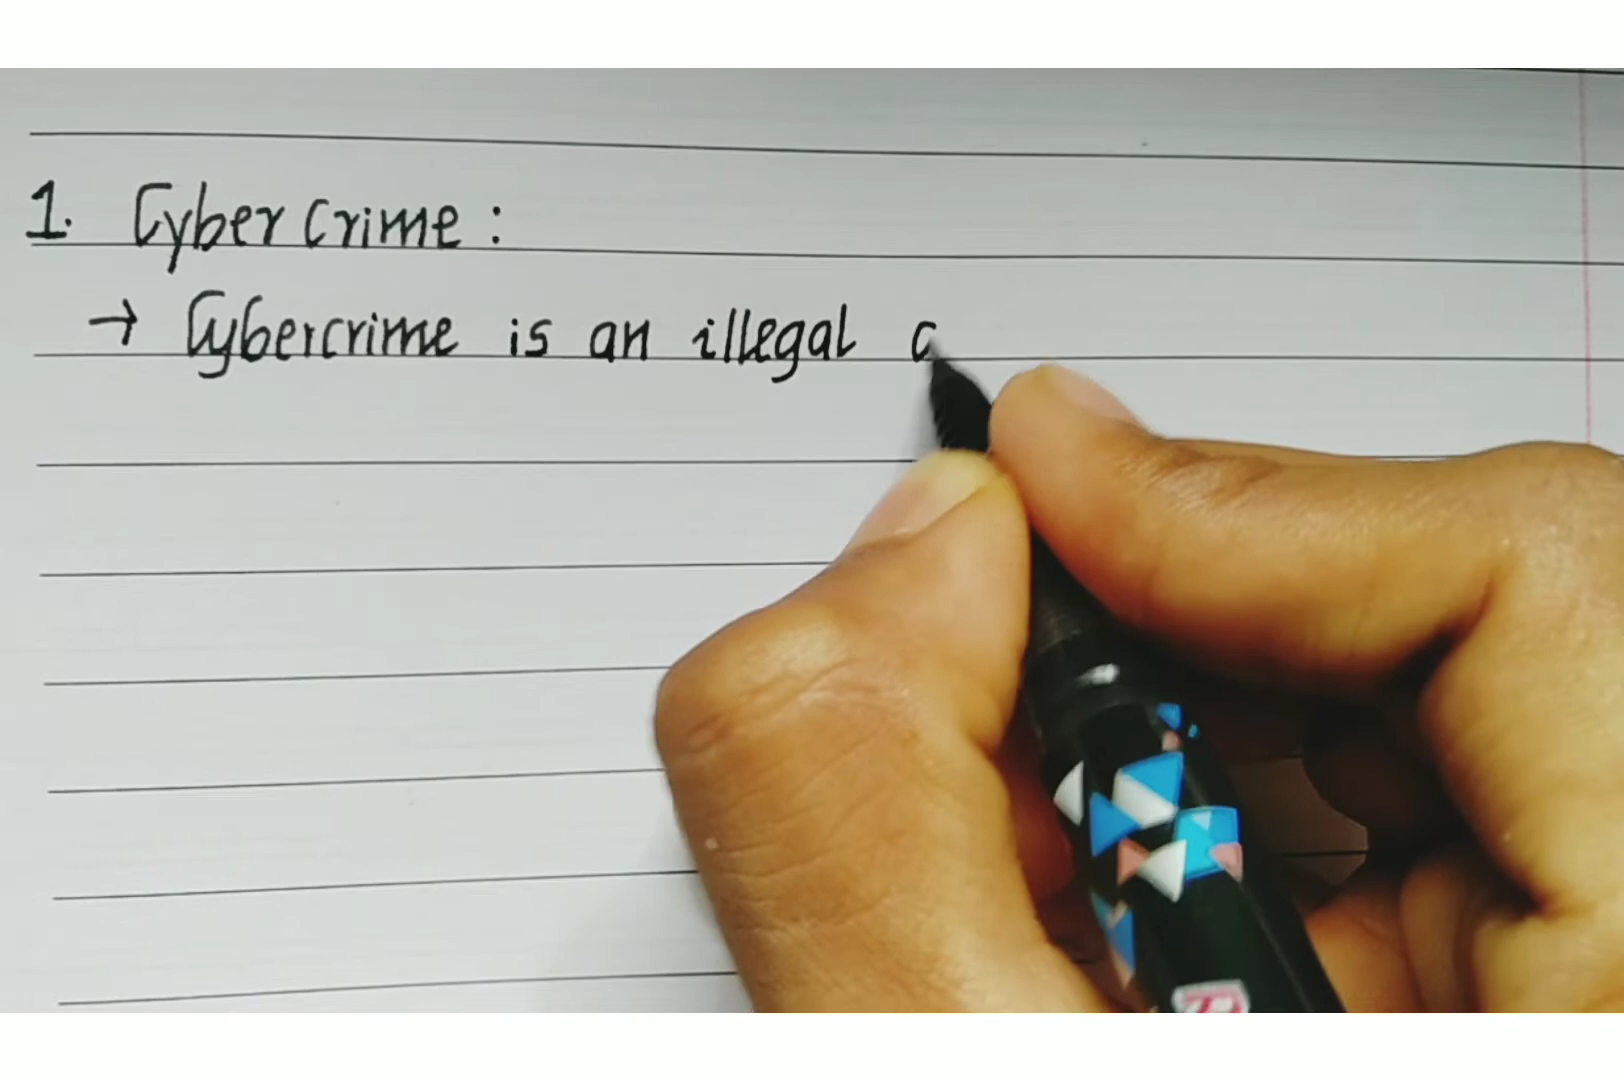 1. Cyber Crime :
→ Cybercrime is an illegal